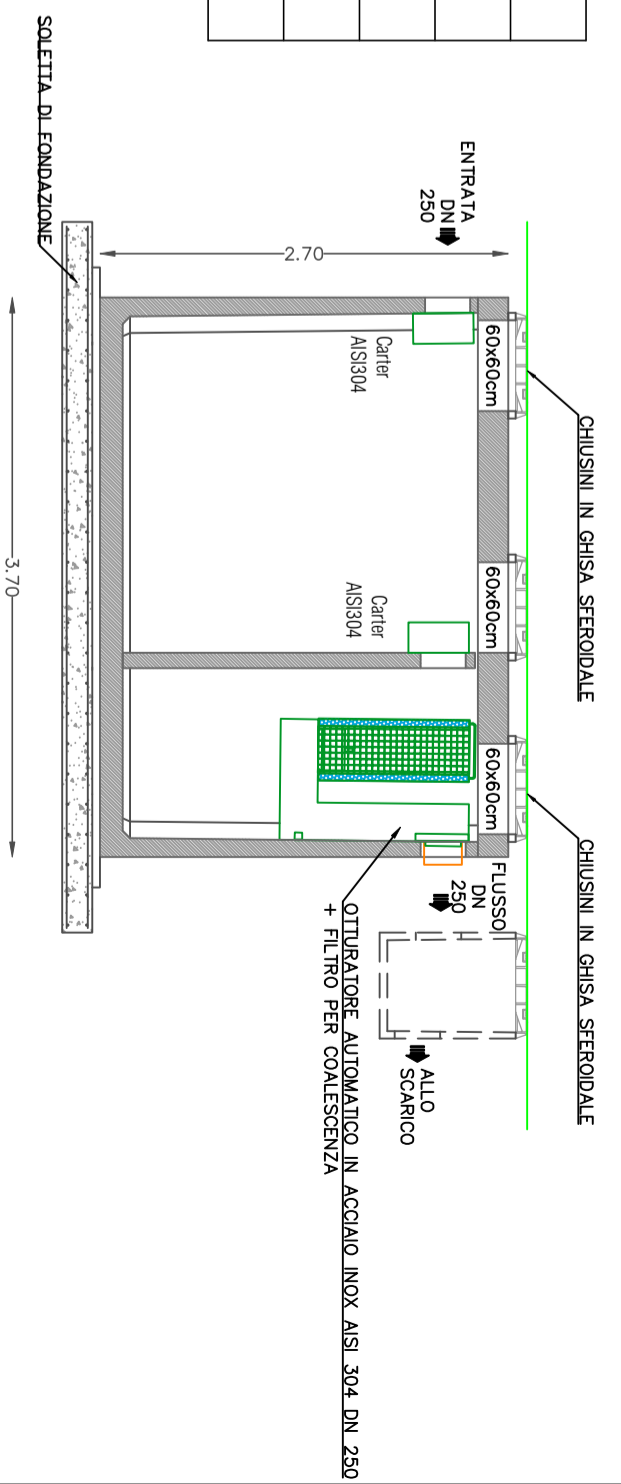 CHIUSINI IN GHISA SFEROIDALE
CHIUSINI IN GHISA SFEROIDALE
ENTRATA
DN
250
60x60cm
60x60cm
60x60cm
FLUSSO
DN
250
Carter
AISI304
Carter
AISI304
ALLO
SCARICO
2.70
OTTURATORE AUTOMATICO IN ACCIAIO INOX AISI 304 DN 250
+ FILTRO PER COALESCENZA
SOLETTA DI FONDAZIONE
3.70